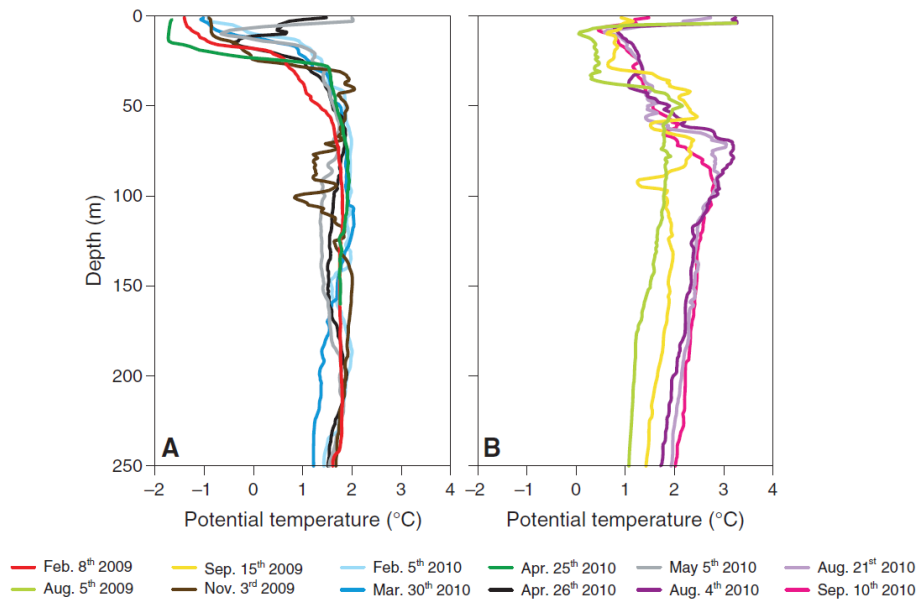 0
50
100
150
200
250
Depth (m)
A
B
−2 −1 0 1 2 3 4 −2 −1 0 1 2 3 4
Potential temperature (°C) Potential temperature (°C)
Feb. 8th 2009 Sep. 15th 2009 Feb. 5th 2010 Apr. 25th 2010 May 5th 2010 Aug. 21st 2010
Aug. 5th 2009 Nov. 3rd 2009 Mar. 30th 2010 Apr. 26th 2010 Aug. 4th 2010 Sep. 10th 2010